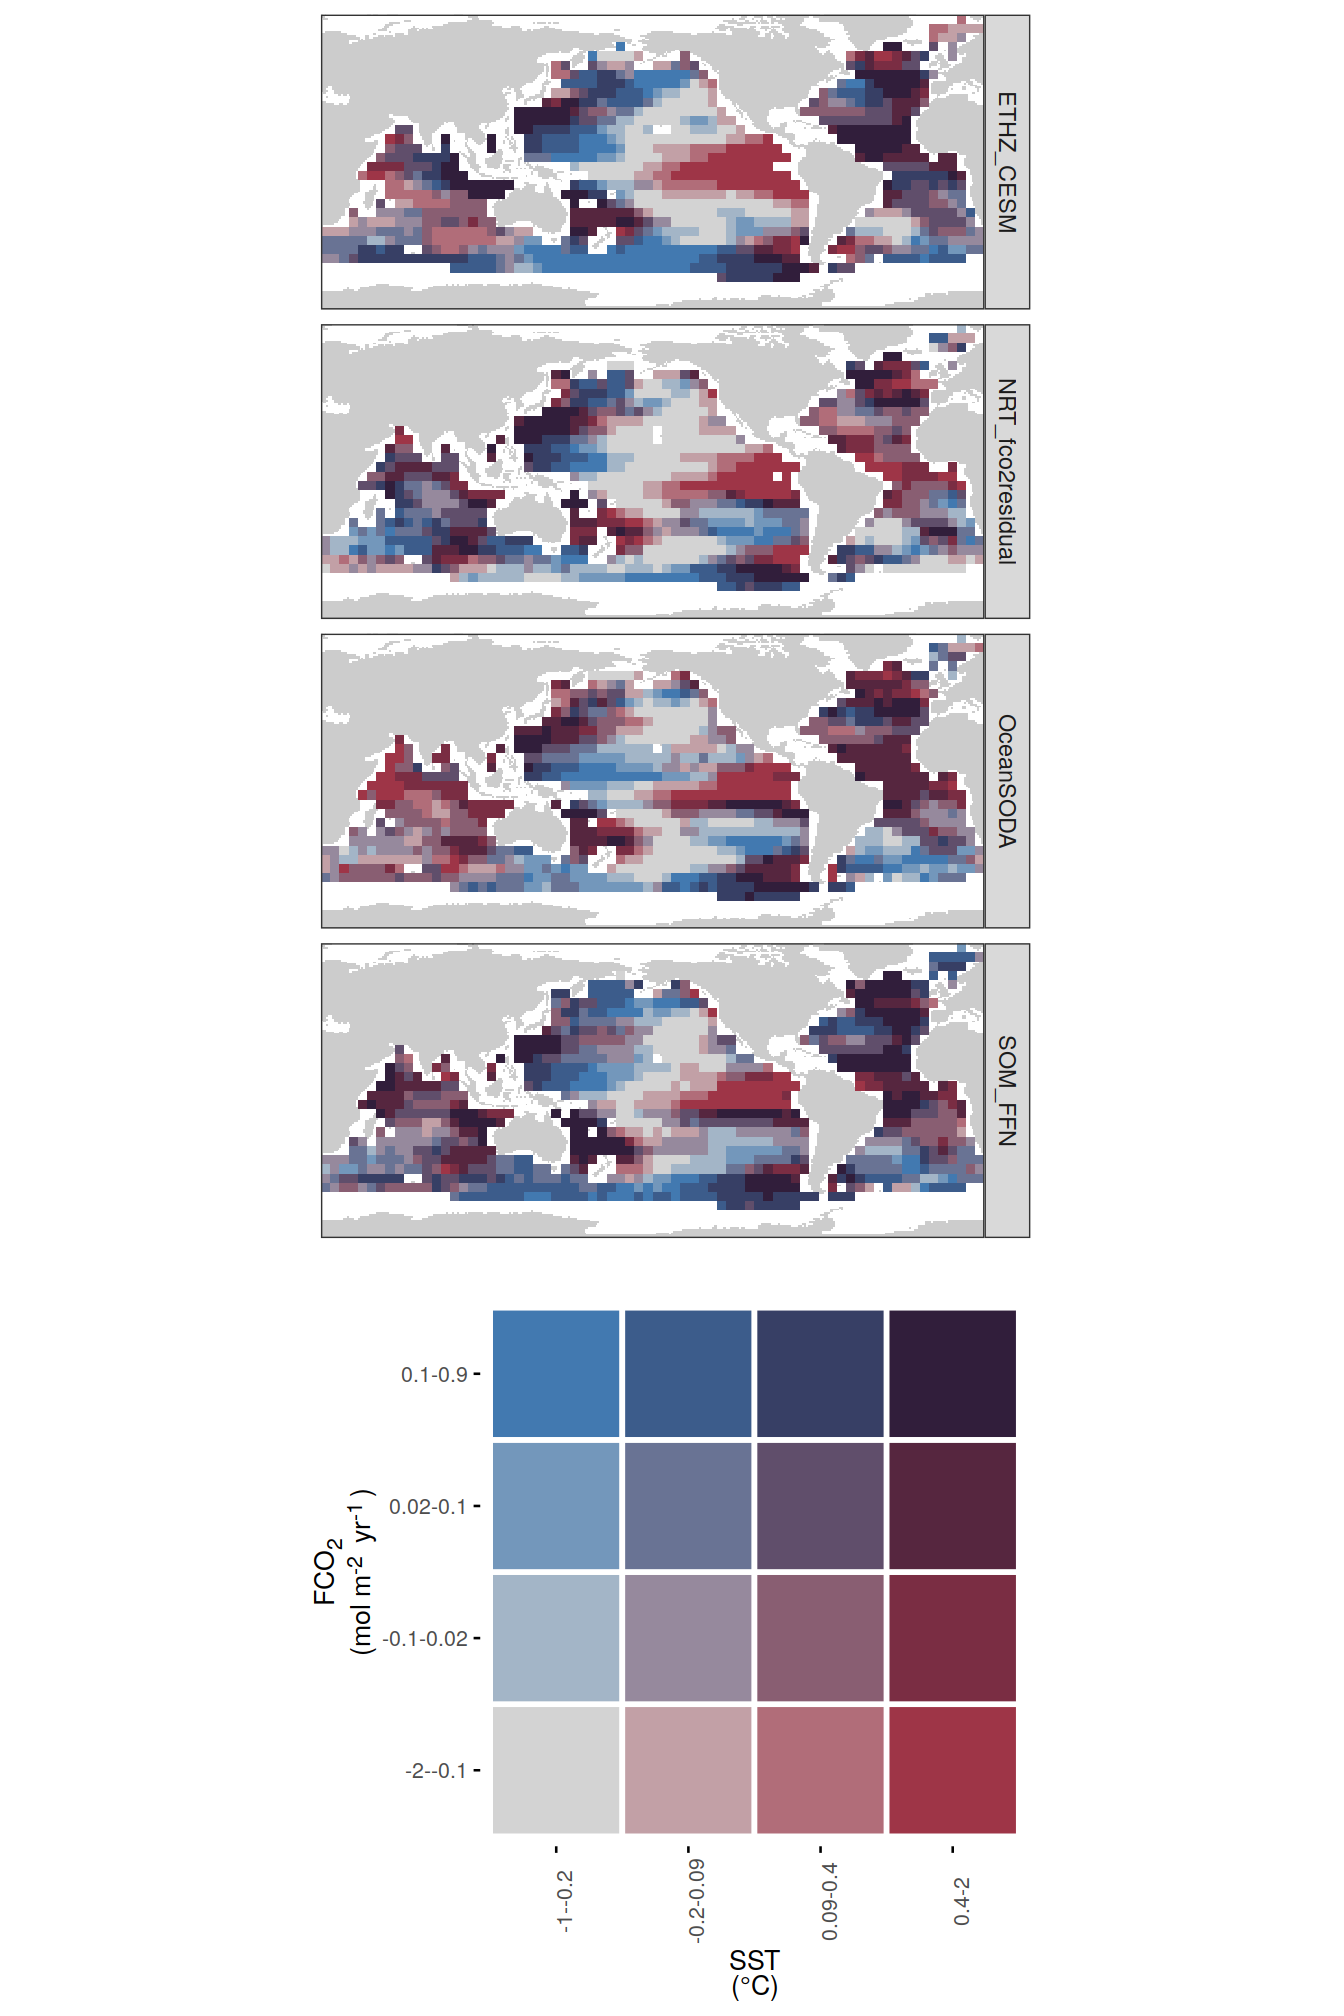 ETHZ_CESM
NRT_fco2residual
OceanSODA
SOM_FFN
FCO2
(mol m-2 yr-1 )
0.1-0.9
0.02-0.1
-0.1-0.02
-2--0.1
-1--0.2
-0.2-0.09
0.09-0.4
0.4-2
SST
(°C)